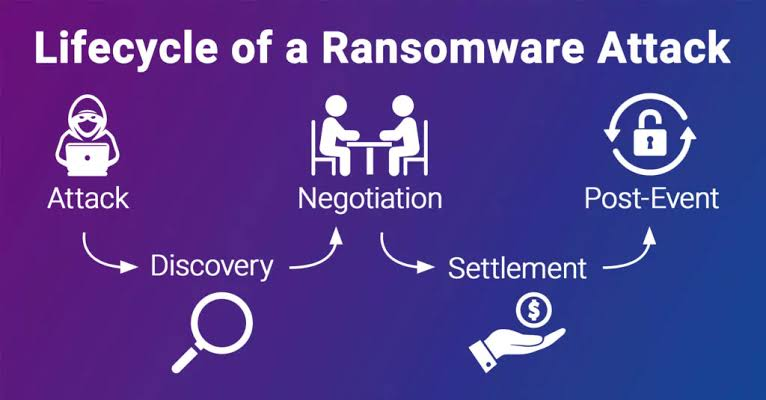 Lifecycle of a Ransomware Attack
Attack
Discovery
Negotiation
Settlement
$
Post-Event